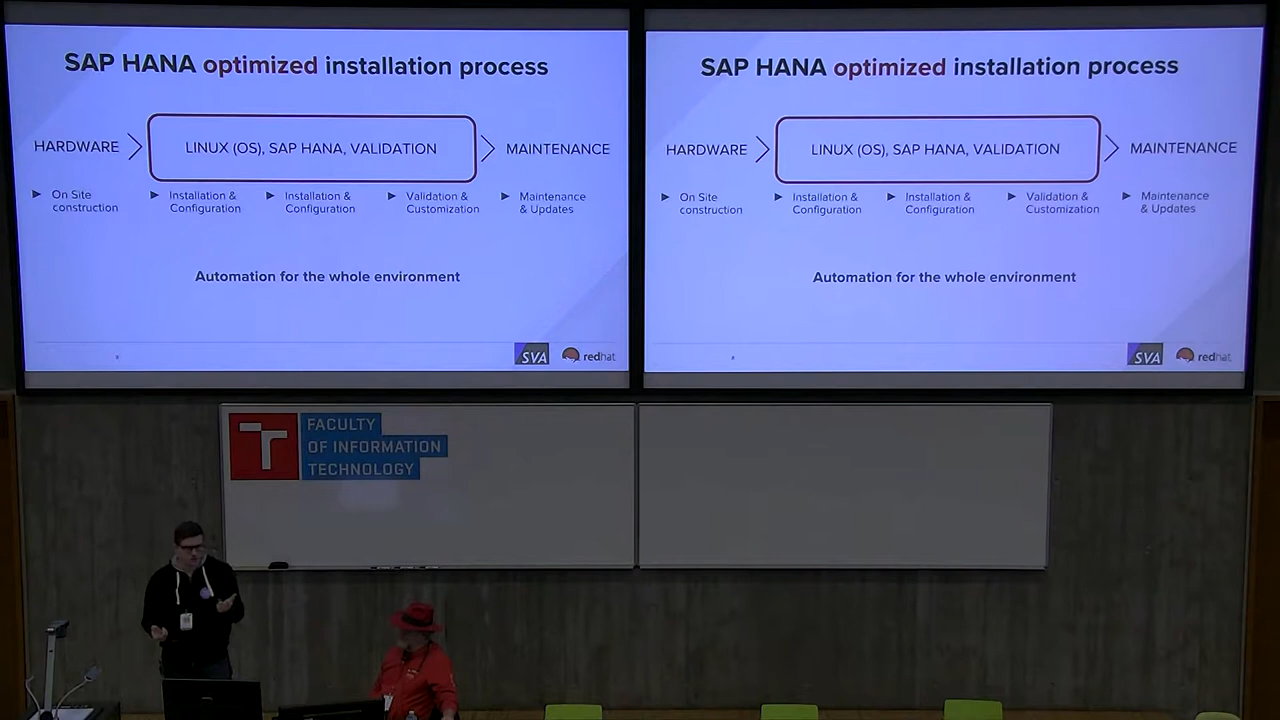 SAP HANA optimized installation process
HARDWARE
LINUX (OS), SAP HANA, VALIDATION
MAINTENANCE
On Site
construction
Installation &
Configuration
Installation &
Configuration
Validation &
Customization
Maintenance
& Updates
Automation for the whole environment
SVA
redhat
SAP HANA optimized installation process
HARDWARE
LINUX (OS), SAP HANA, VALIDATION
MAINTENANCE
On Site
construction
Installation &
Configuration
Installation &
Configuration
Validation &
Customization
Maintenance
& Updates
Automation for the whole environment
SVA
redhat
FACULTY
OF INFORMATION
TECHNOLOGY